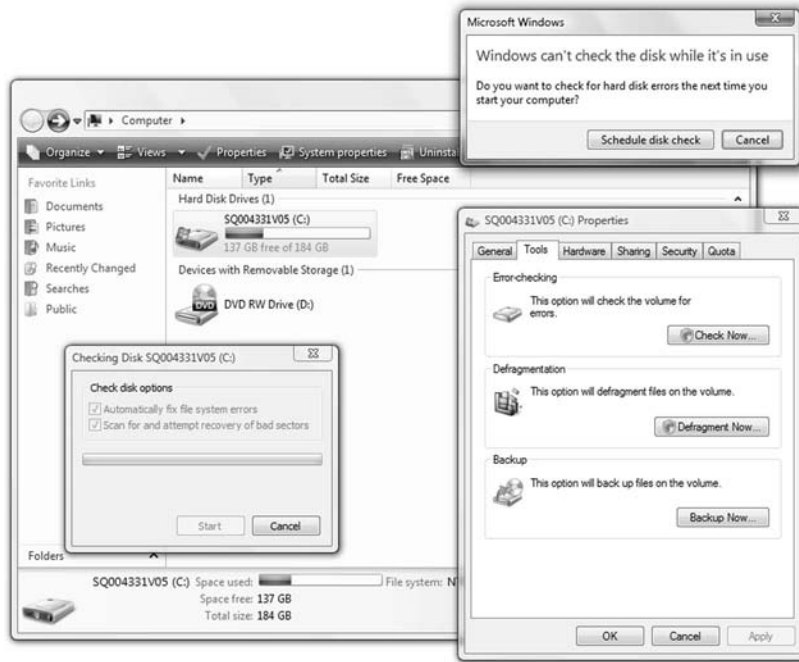 Microsoft Windows
Windows can't check the disk while it's in use
Do you want to check for hard disk errors the next time you
start your computer?
Schedule disk check Cancel
Computer
Organize Views Properties System properties Uninstal
Favorite Links
Documents
Pictures
Music
Recently Changed
Searches
Public
Folders
Name Type Total Size Free Space
Hard Disk Drives (1)
SQ004331V05 (C:)
137 GB free of 184 GB
Devices with Removable Storage (1)
DVD
DVD RW Drive (D:)
Checking Disk SQ004331V05 (C:)
Check disk options
Automatically fix file system errors
Scan for and attempt recovery of bad sectors
Start Cancel
SQ004331V05 (C:) Space used: File system: N
Space free: 137 GB
Total size: 184 GB
SQ004331V05 (C:) Properties
General Tools Hardware Sharing Security Quota
Error-checking
This option will check the volume for
errors.
Check Now...
Defragmentation
This option will defragment files on the volume.
Defragment Now...
Backup
This option will back up files on the volume.
Backup Now...
OK Cancel Apply